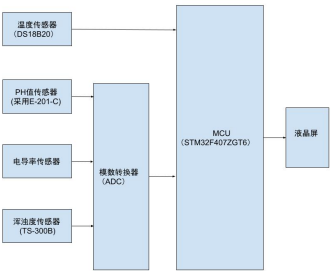 温度传感器
（DS18B20）
PH值传感器
(采用E-201-C)
电导率传感器
浑浊度传感器
(TS-300B)
模数转换器
（ADC）
MCU
（STM32F407ZGT6）
液晶屏